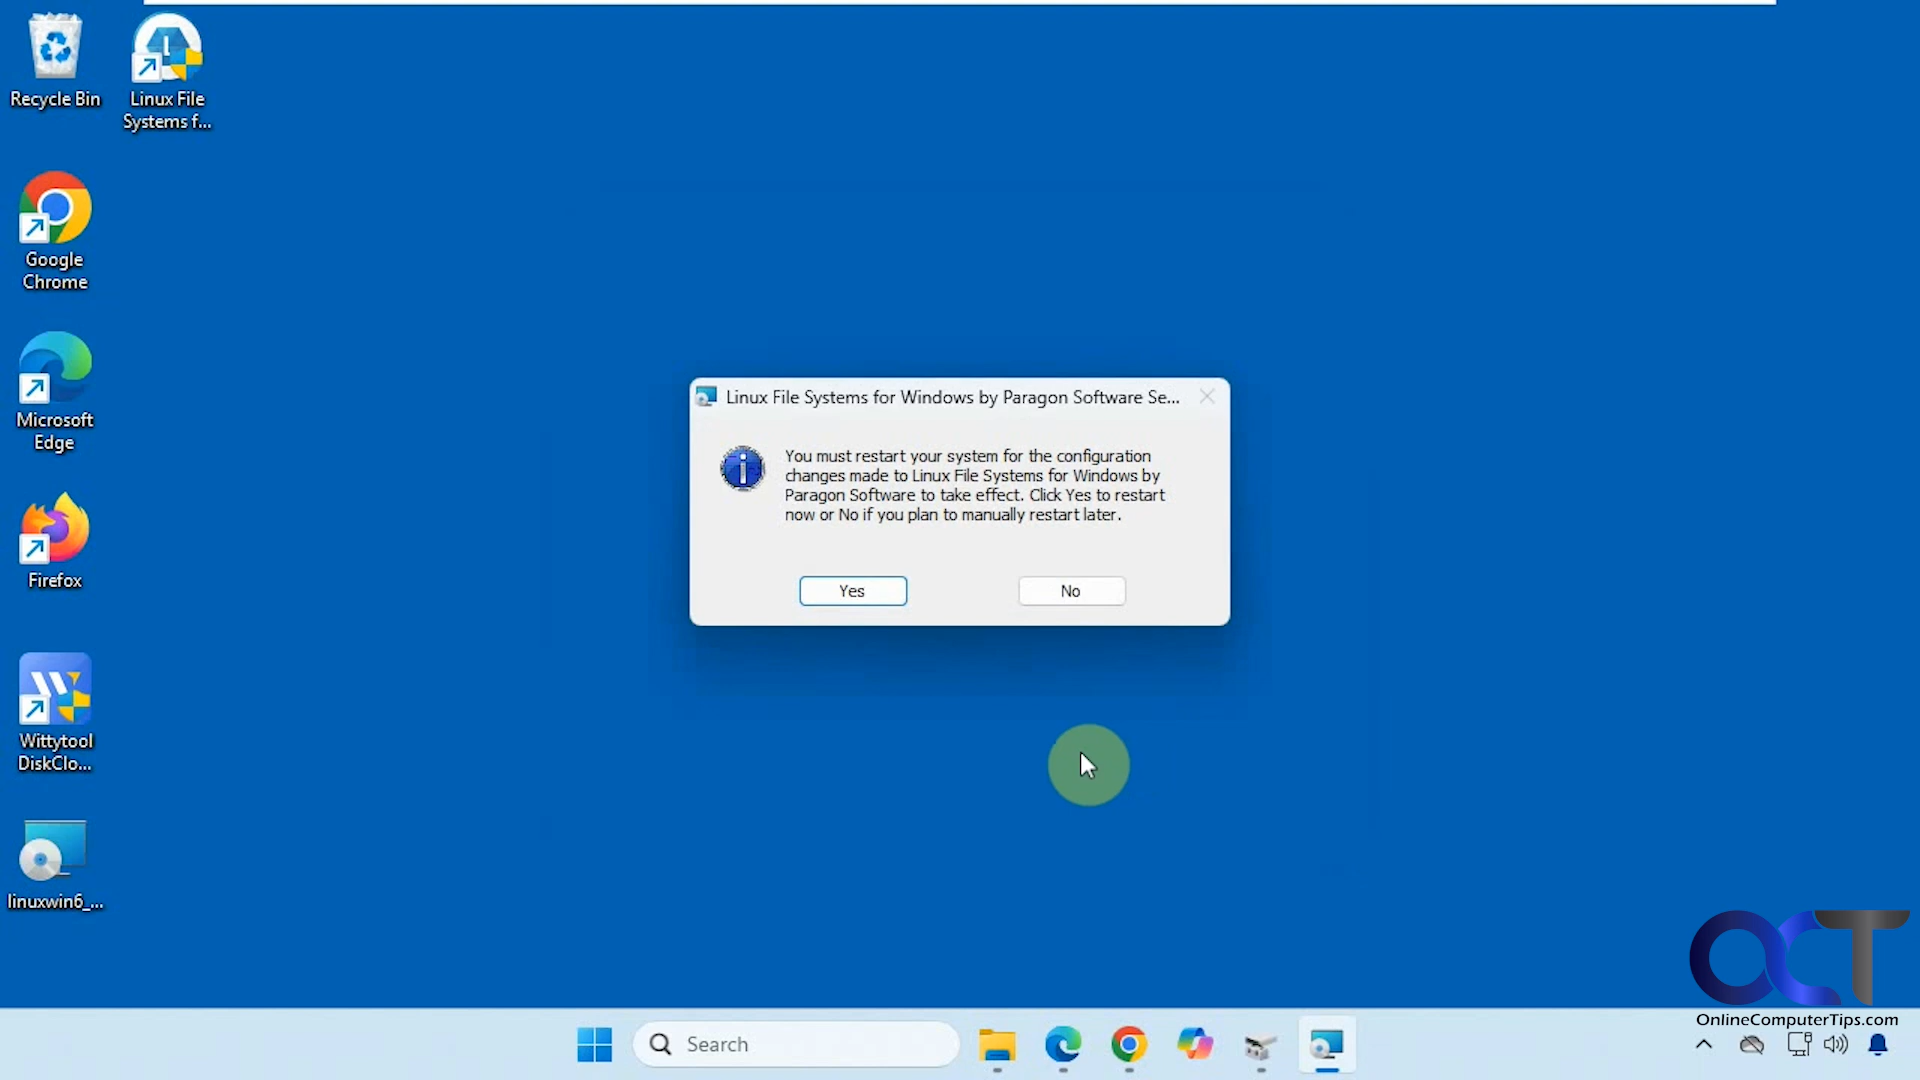 Recycle Bin
Linux File
Systems f...
Google
Chrome
Microsoft
Edge
Firefox
Wittytool
DiskClo...
linuxwin6_...
Linux File Systems for Windows by Paragon Software Se...
You must restart your system for the configuration
changes made to Linux File Systems for Windows by
Paragon Software to take effect. Click Yes to restart
now or No if you plan to manually restart later.
Yes
No
OCT
OnlineComputerTips.com
Search